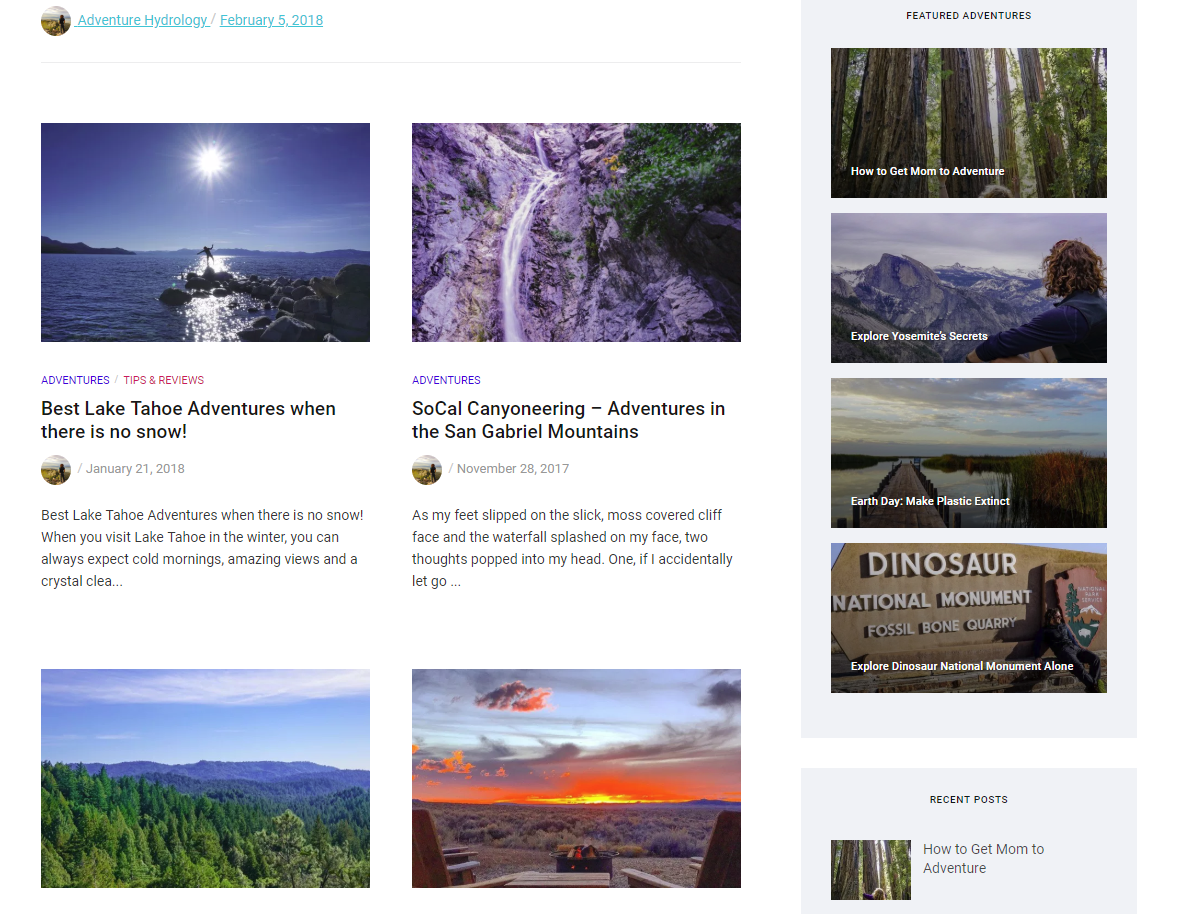 Adventure Hydrology / February 5, 2018
ADVENTURES / TIPS & REVIEWS
Best Lake Tahoe Adventures when
there is no snow!
/ January 21, 2018
Best Lake Tahoe Adventures when there is no snow!
When you visit Lake Tahoe in the winter, you can
always expect cold mornings, amazing views and a
crystal clea...
ADVENTURES
SoCal Canyoneering – Adventures in
the San Gabriel Mountains
/ November 28, 2017
As my feet slipped on the slick, moss covered cliff
face and the waterfall splashed on my face, two
thoughts popped into my head. One, if I accidentally
let go ...
FEATURED ADVENTURES
How to Get Mom to Adventure
Explore Yosemite's Secrets
Earth Day: Make Plastic Extinct
DINOSAUR
NATIONAL MONUMENT
FOSSIL BONE QUARRY
NATIONAL
PARK
SERVICE
Explore Dinosaur National Monument Alone
RECENT POSTS
How to Get Mom to
Adventure